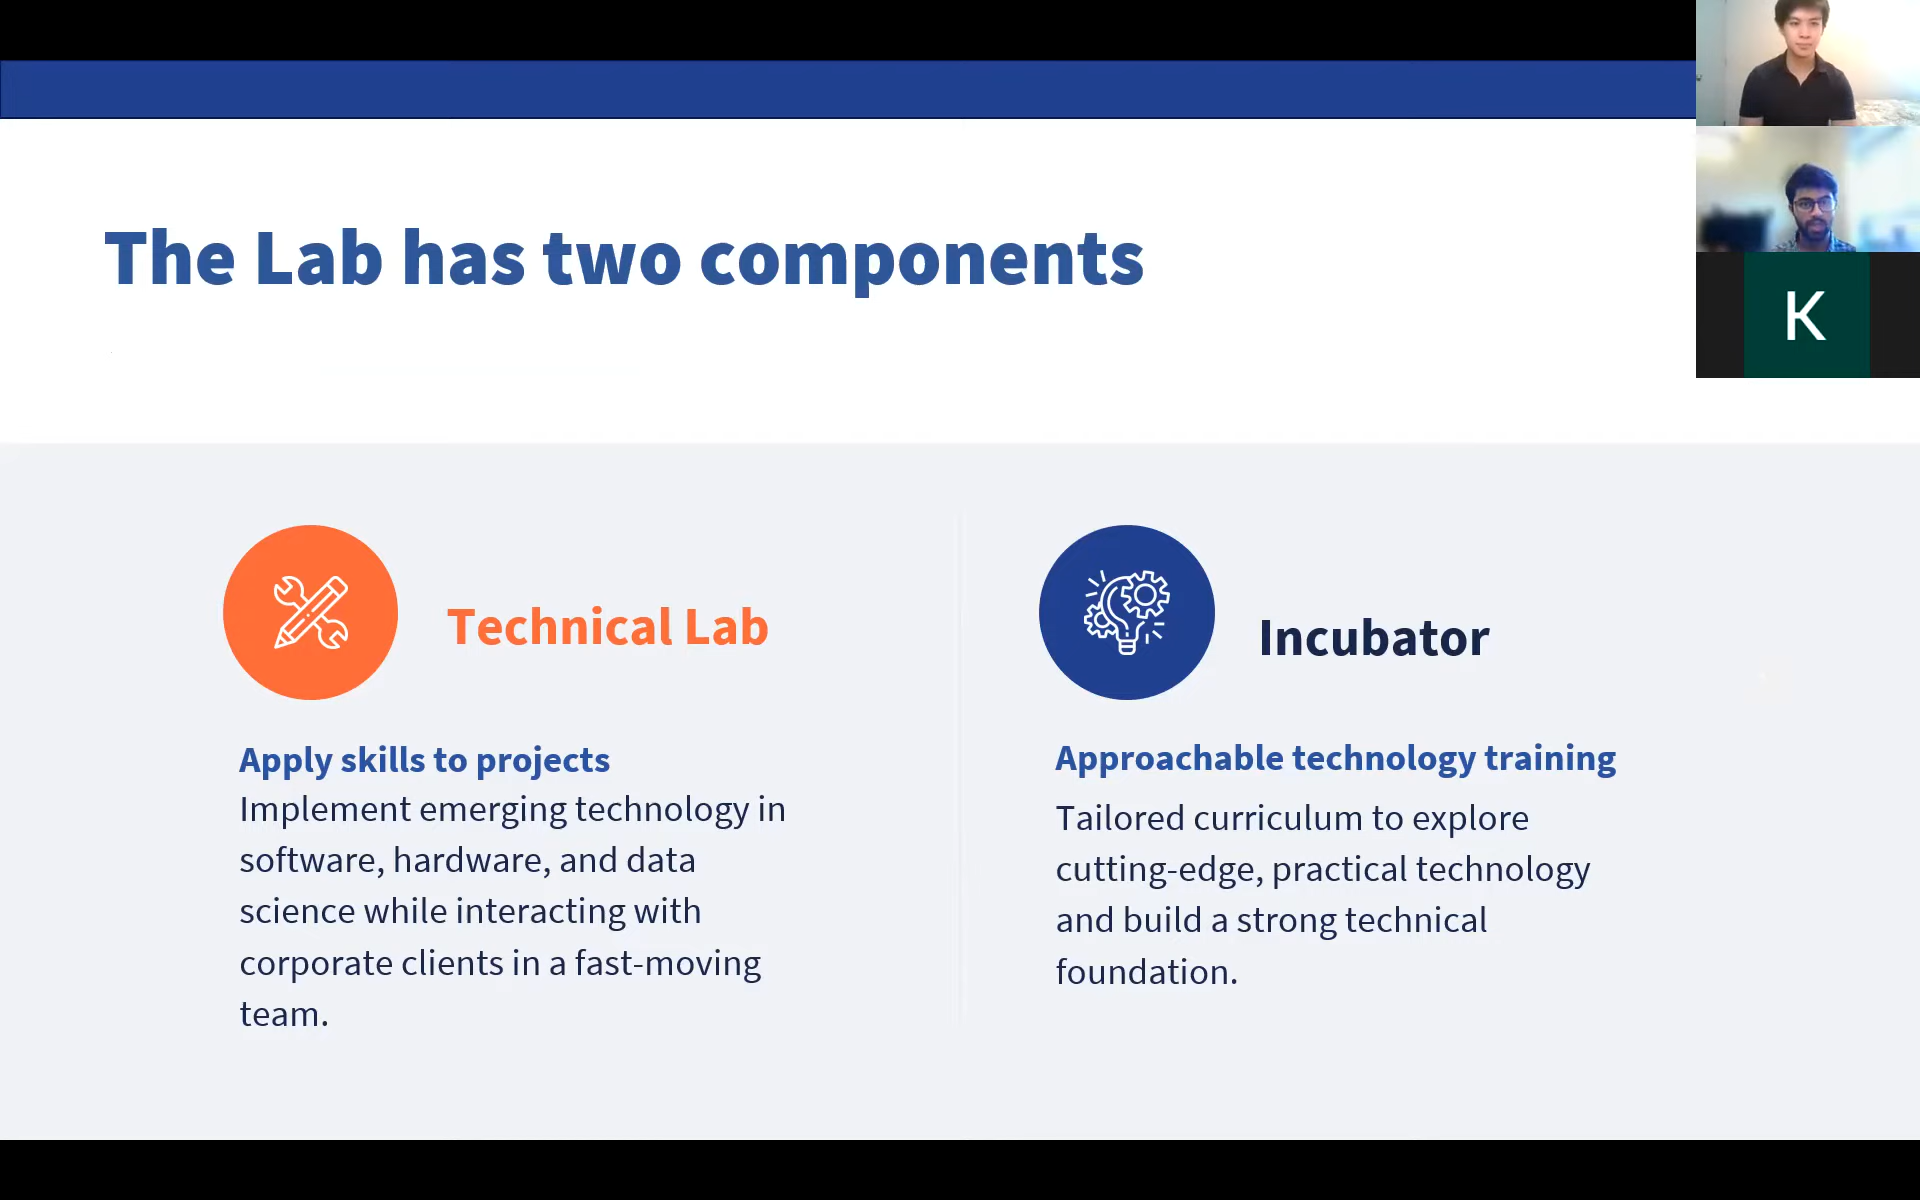 The Lab has two components
K
Technical Lab
Apply skills to projects
Implement emerging technology in
software, hardware, and data
science while interacting with
corporate clients in a fast-moving
team.
Incubator
Approachable technology training
Tailored curriculum to explore
cutting-edge, practical technology
and build a strong technical
foundation.